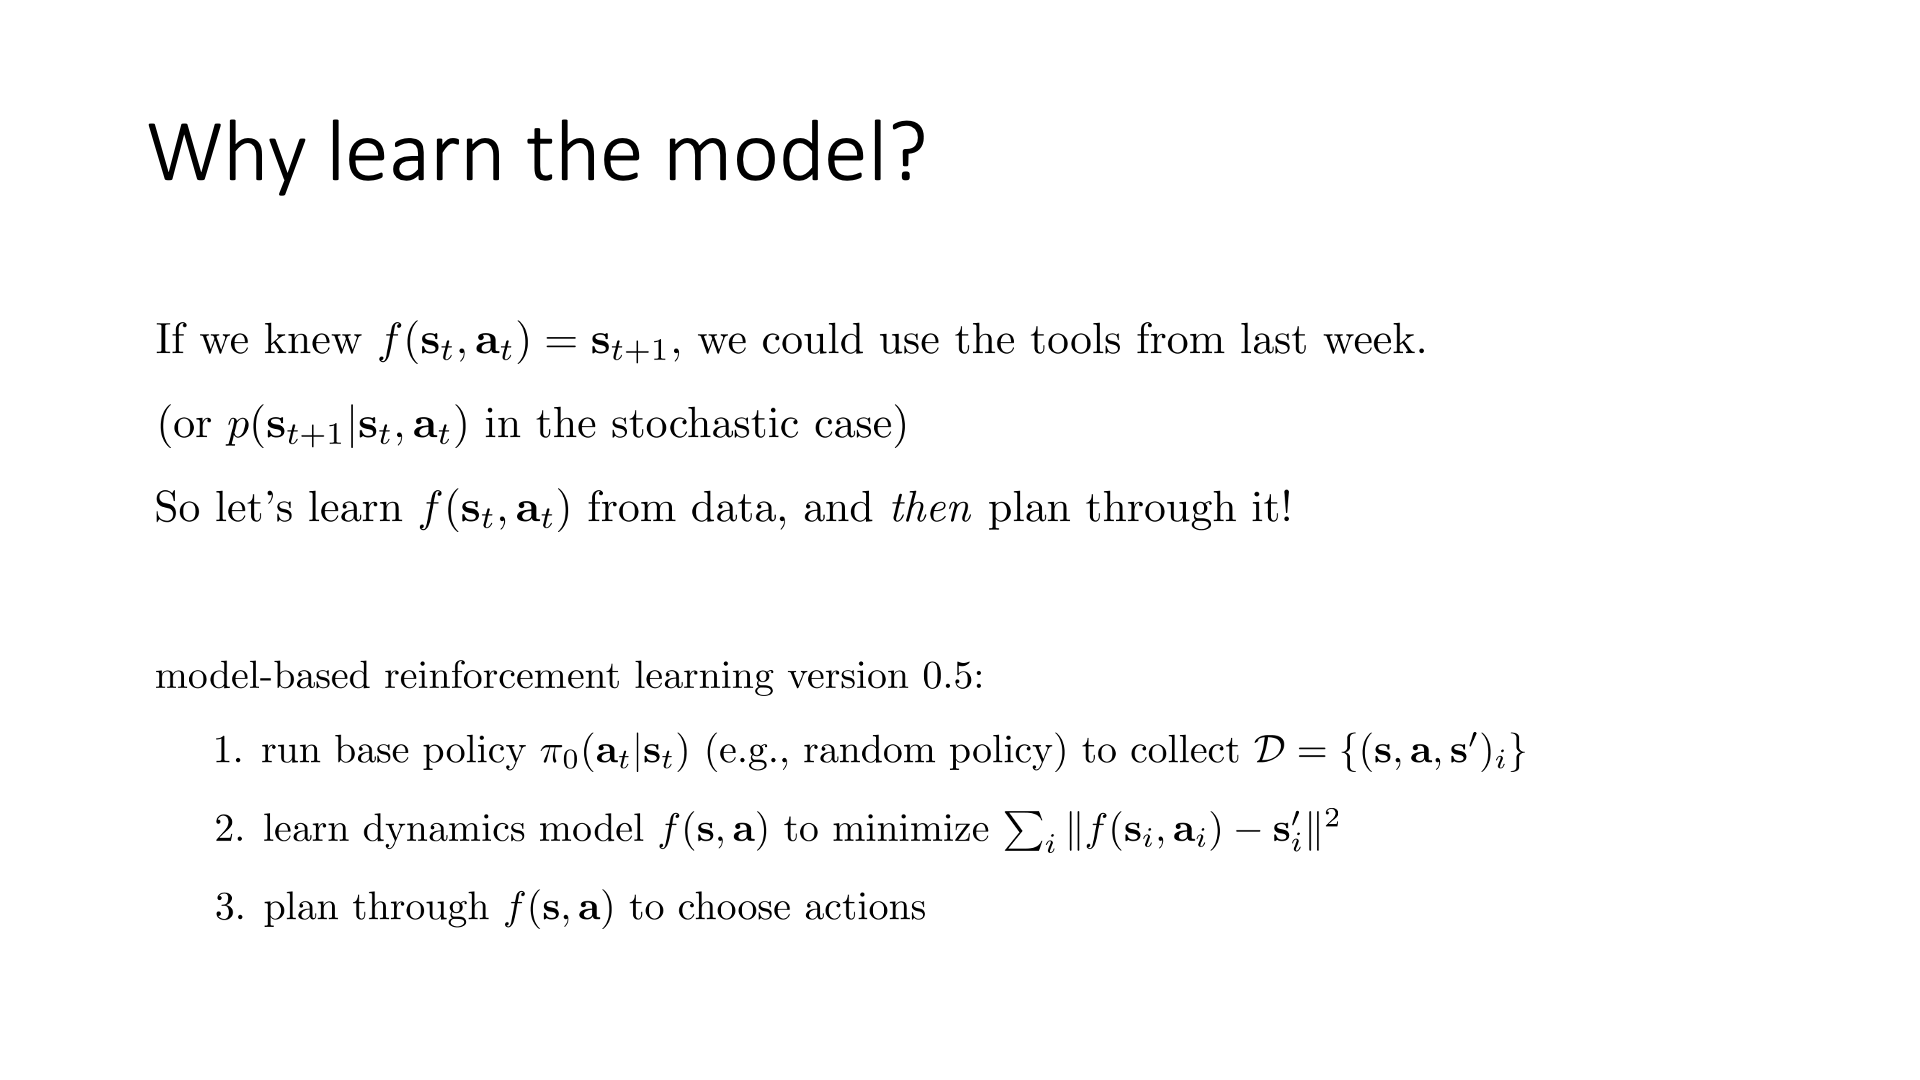 Why learn the model?
If we knew $f(\mathbf{s}_t, \mathbf{a}_t) = \mathbf{s}_{t+1}$, we could use the tools from last week.
(or $p(\mathbf{s}_{t+1}|\mathbf{s}_t, \mathbf{a}_t)$ in the stochastic case)
So let's learn $f(\mathbf{s}_t, \mathbf{a}_t)$ from data, and then plan through it!
model-based reinforcement learning version 0.5:
1. run base policy $\pi_0(\mathbf{a}_t|\mathbf{s}_t)$ (e.g., random policy) to collect $\mathcal{D} = \{(\mathbf{s}, \mathbf{a}, \mathbf{s}')_i\}$
2. learn dynamics model $f(\mathbf{s}, \mathbf{a})$ to minimize $\sum_i \|f(\mathbf{s}_i, \mathbf{a}_i) - \mathbf{s}'_i\|^2$
3. plan through $f(\mathbf{s}, \mathbf{a})$ to choose actions